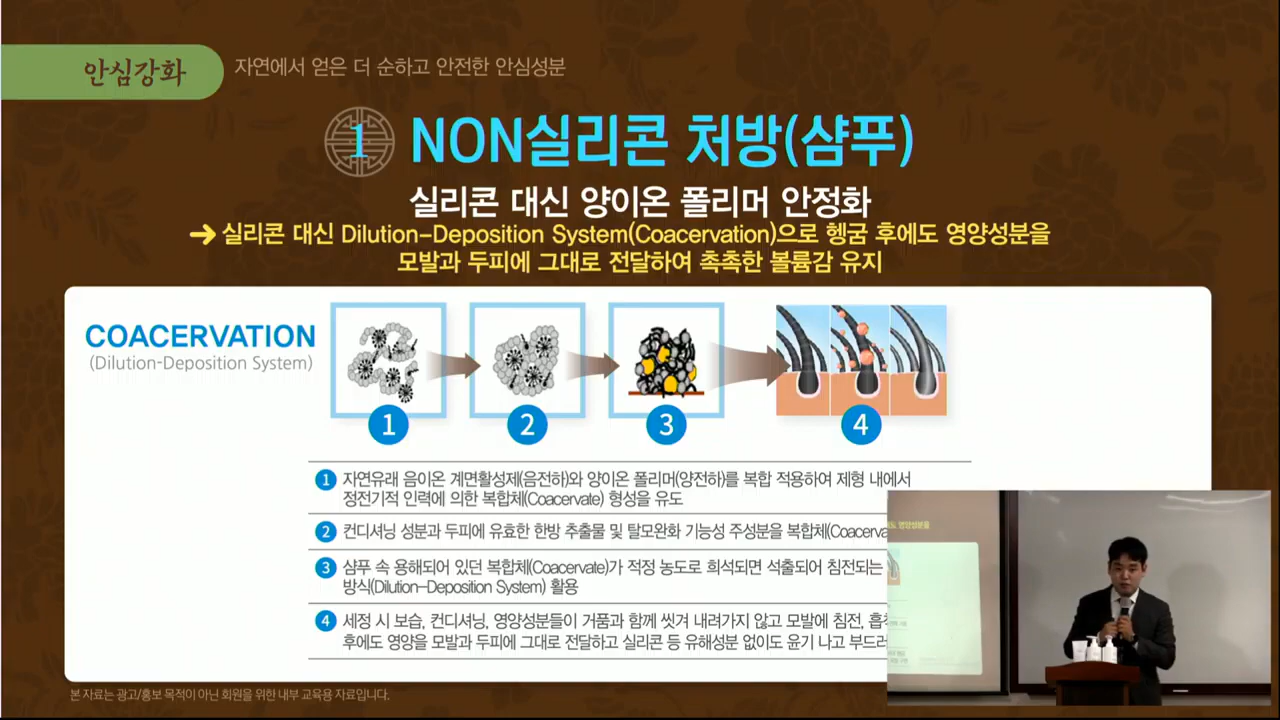 안심강화
자연에서 얻은 더 순하고 안전한 안심성분
1 NON실리콘 처방(샴푸)
실리콘 대신 양이온 폴리머 안정화
→ 실리콘 대신 Dilution-Deposition System(Coacervation)으로 헹굼 후에도 영양성분을
모발과 두피에 그대로 전달하여 촉촉한 볼륨감 유지
COACERVATION
(Dilution-Deposition System)
1 2 3 4
1 자연유래 음이온 계면활성제(음전하)와 양이온 폴리머(양전하)를 복합 적용하여 제형 내에서
정전기적 인력에 의한 복합체(Coacervate) 형성을 유도
2 컨디셔닝 성분과 두피에 유효한 한방 추출물 및 탈모완화 기능성 주성분을 복합체(Coacerva
3 샴푸 속 용해되어 있던 복합체(Coacervate)가 적정 농도로 희석되면 석출되어 침전되는
방식(Dilution-Deposition System) 활용
4 세정 시 보습, 컨디셔닝, 영양성분들이 거품과 함께 씻겨 내려가지 않고 모발에 침전, 흡착
후에도 영양을 모발과 두피에 그대로 전달하고 실리콘 등 유해성분 없이도 윤기 나고 부드러
본 자료는 광고/홍보 목적이 아닌 회원을 위한 내부 교육용 자료입니다.
영양성분을